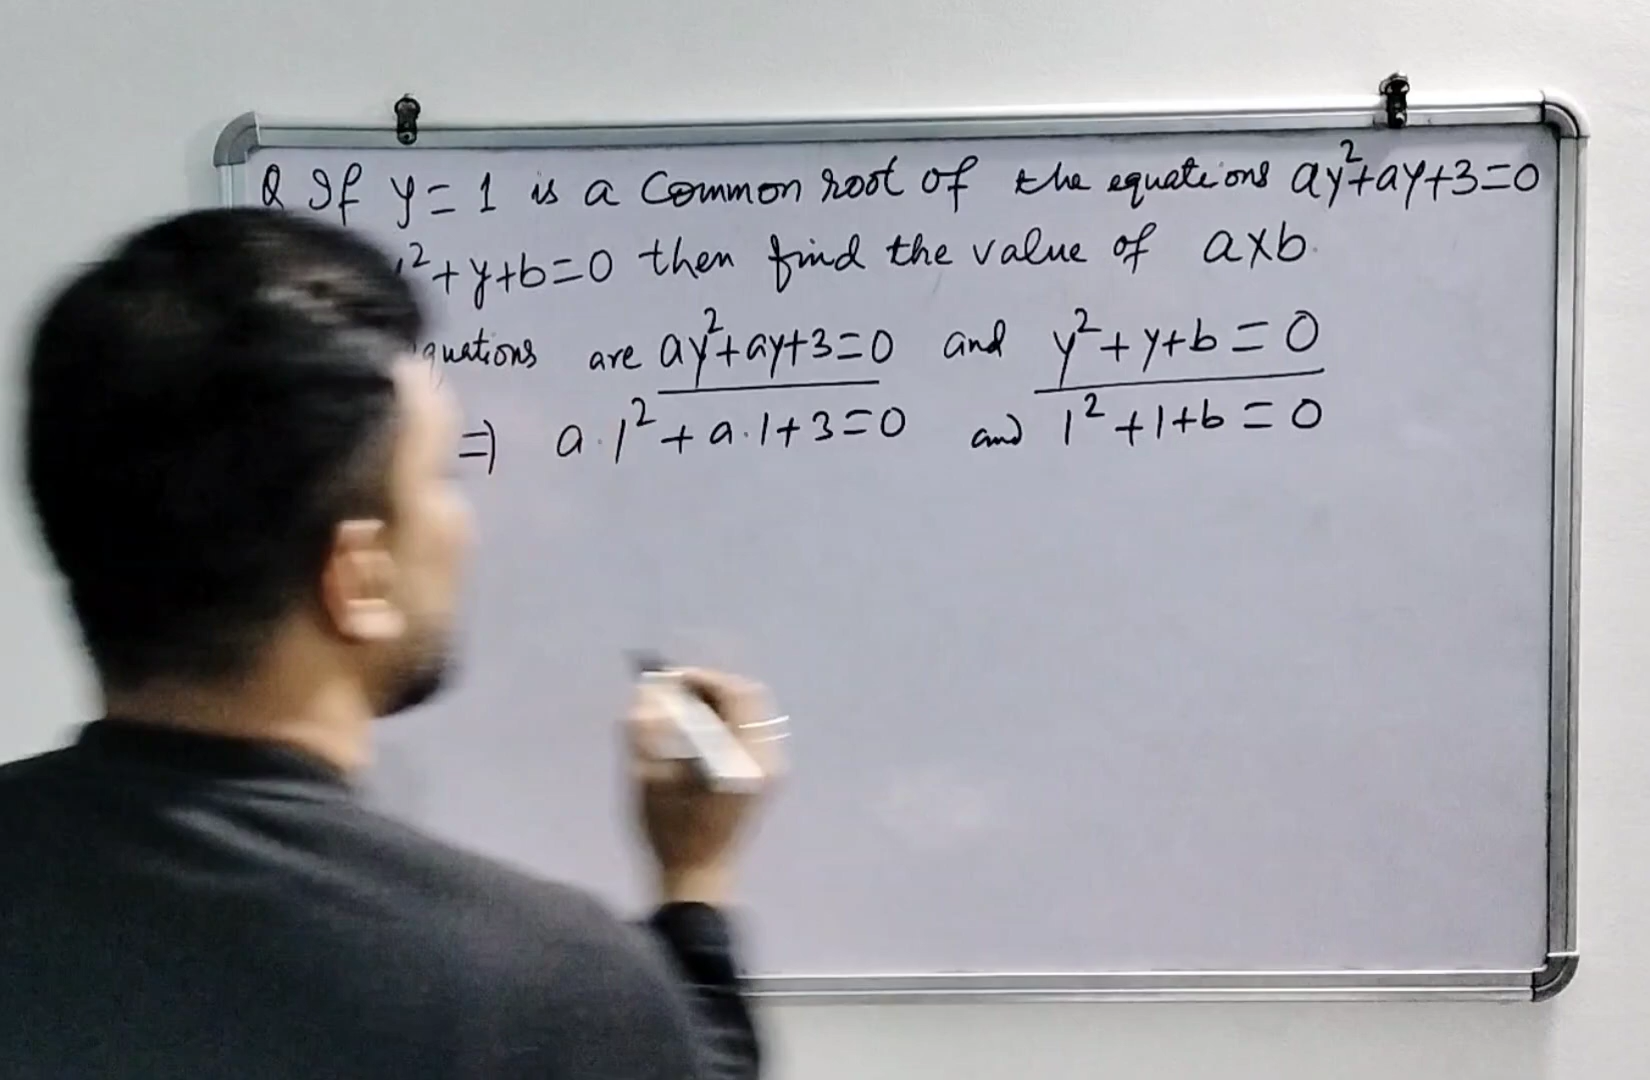 Q If y=1 is a Common root of the equations ay²+ay+3=0
²+y+b=0 then find the value of a×b.
quations are ay²+ay+3=0 and y²+y+b=0
⇒ a.1²+a.1+3=0 and 1²+1+b=0